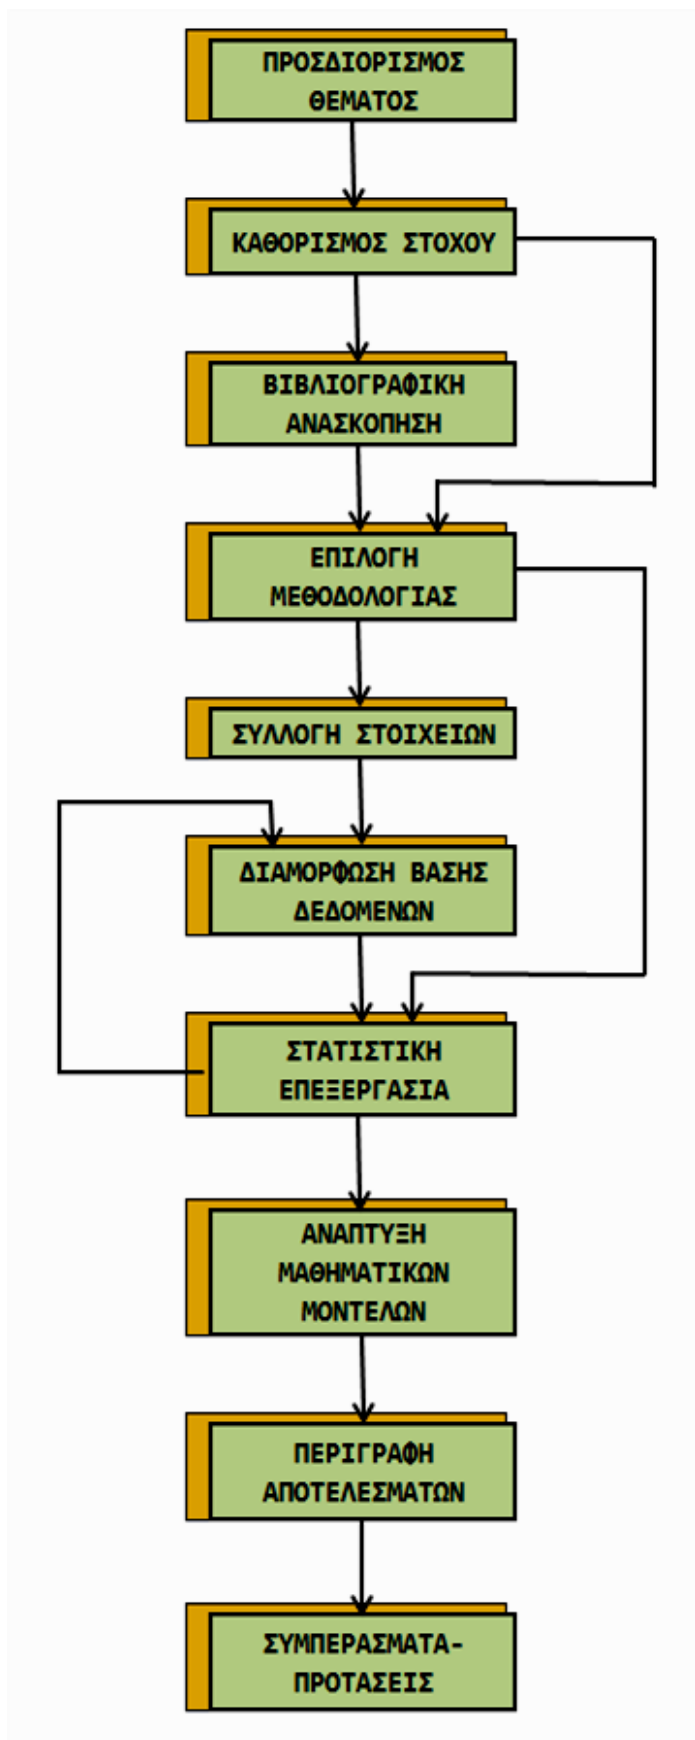 ΠΡΟΣΔΙΟΡΙΣΜΟΣ
ΘΕΜΑΤΟΣ
ΚΑΘΟΡΙΣΜΟΣ ΣΤΟΧΟΥ
ΒΙΒΛΙΟΓΡΑΦΙΚΗ
ΑΝΑΣΚΟΠΗΣΗ
ΕΠΙΛΟΓΗ
ΜΕΘΟΔΟΛΟΓΙΑΣ
ΣΥΛΛΟΓΗ ΣΤΟΙΧΕΙΩΝ
ΔΙΑΜΟΡΦΩΣΗ ΒΑΣΗΣ
ΔΕΔΟΜΕΝΩΝ
ΣΤΑΤΙΣΤΙΚΗ
ΕΠΕΞΕΡΓΑΣΙΑ
ΑΝΑΠΤΥΞΗ
ΜΑΘΗΜΑΤΙΚΩΝ
ΜΟΝΤΕΛΩΝ
ΠΕΡΙΓΡΑΦΗ
ΑΠΟΤΕΛΕΣΜΑΤΩΝ
ΣΥΜΠΕΡΑΣΜΑΤΑ-
ΠΡΟΤΑΣΕΙΣ